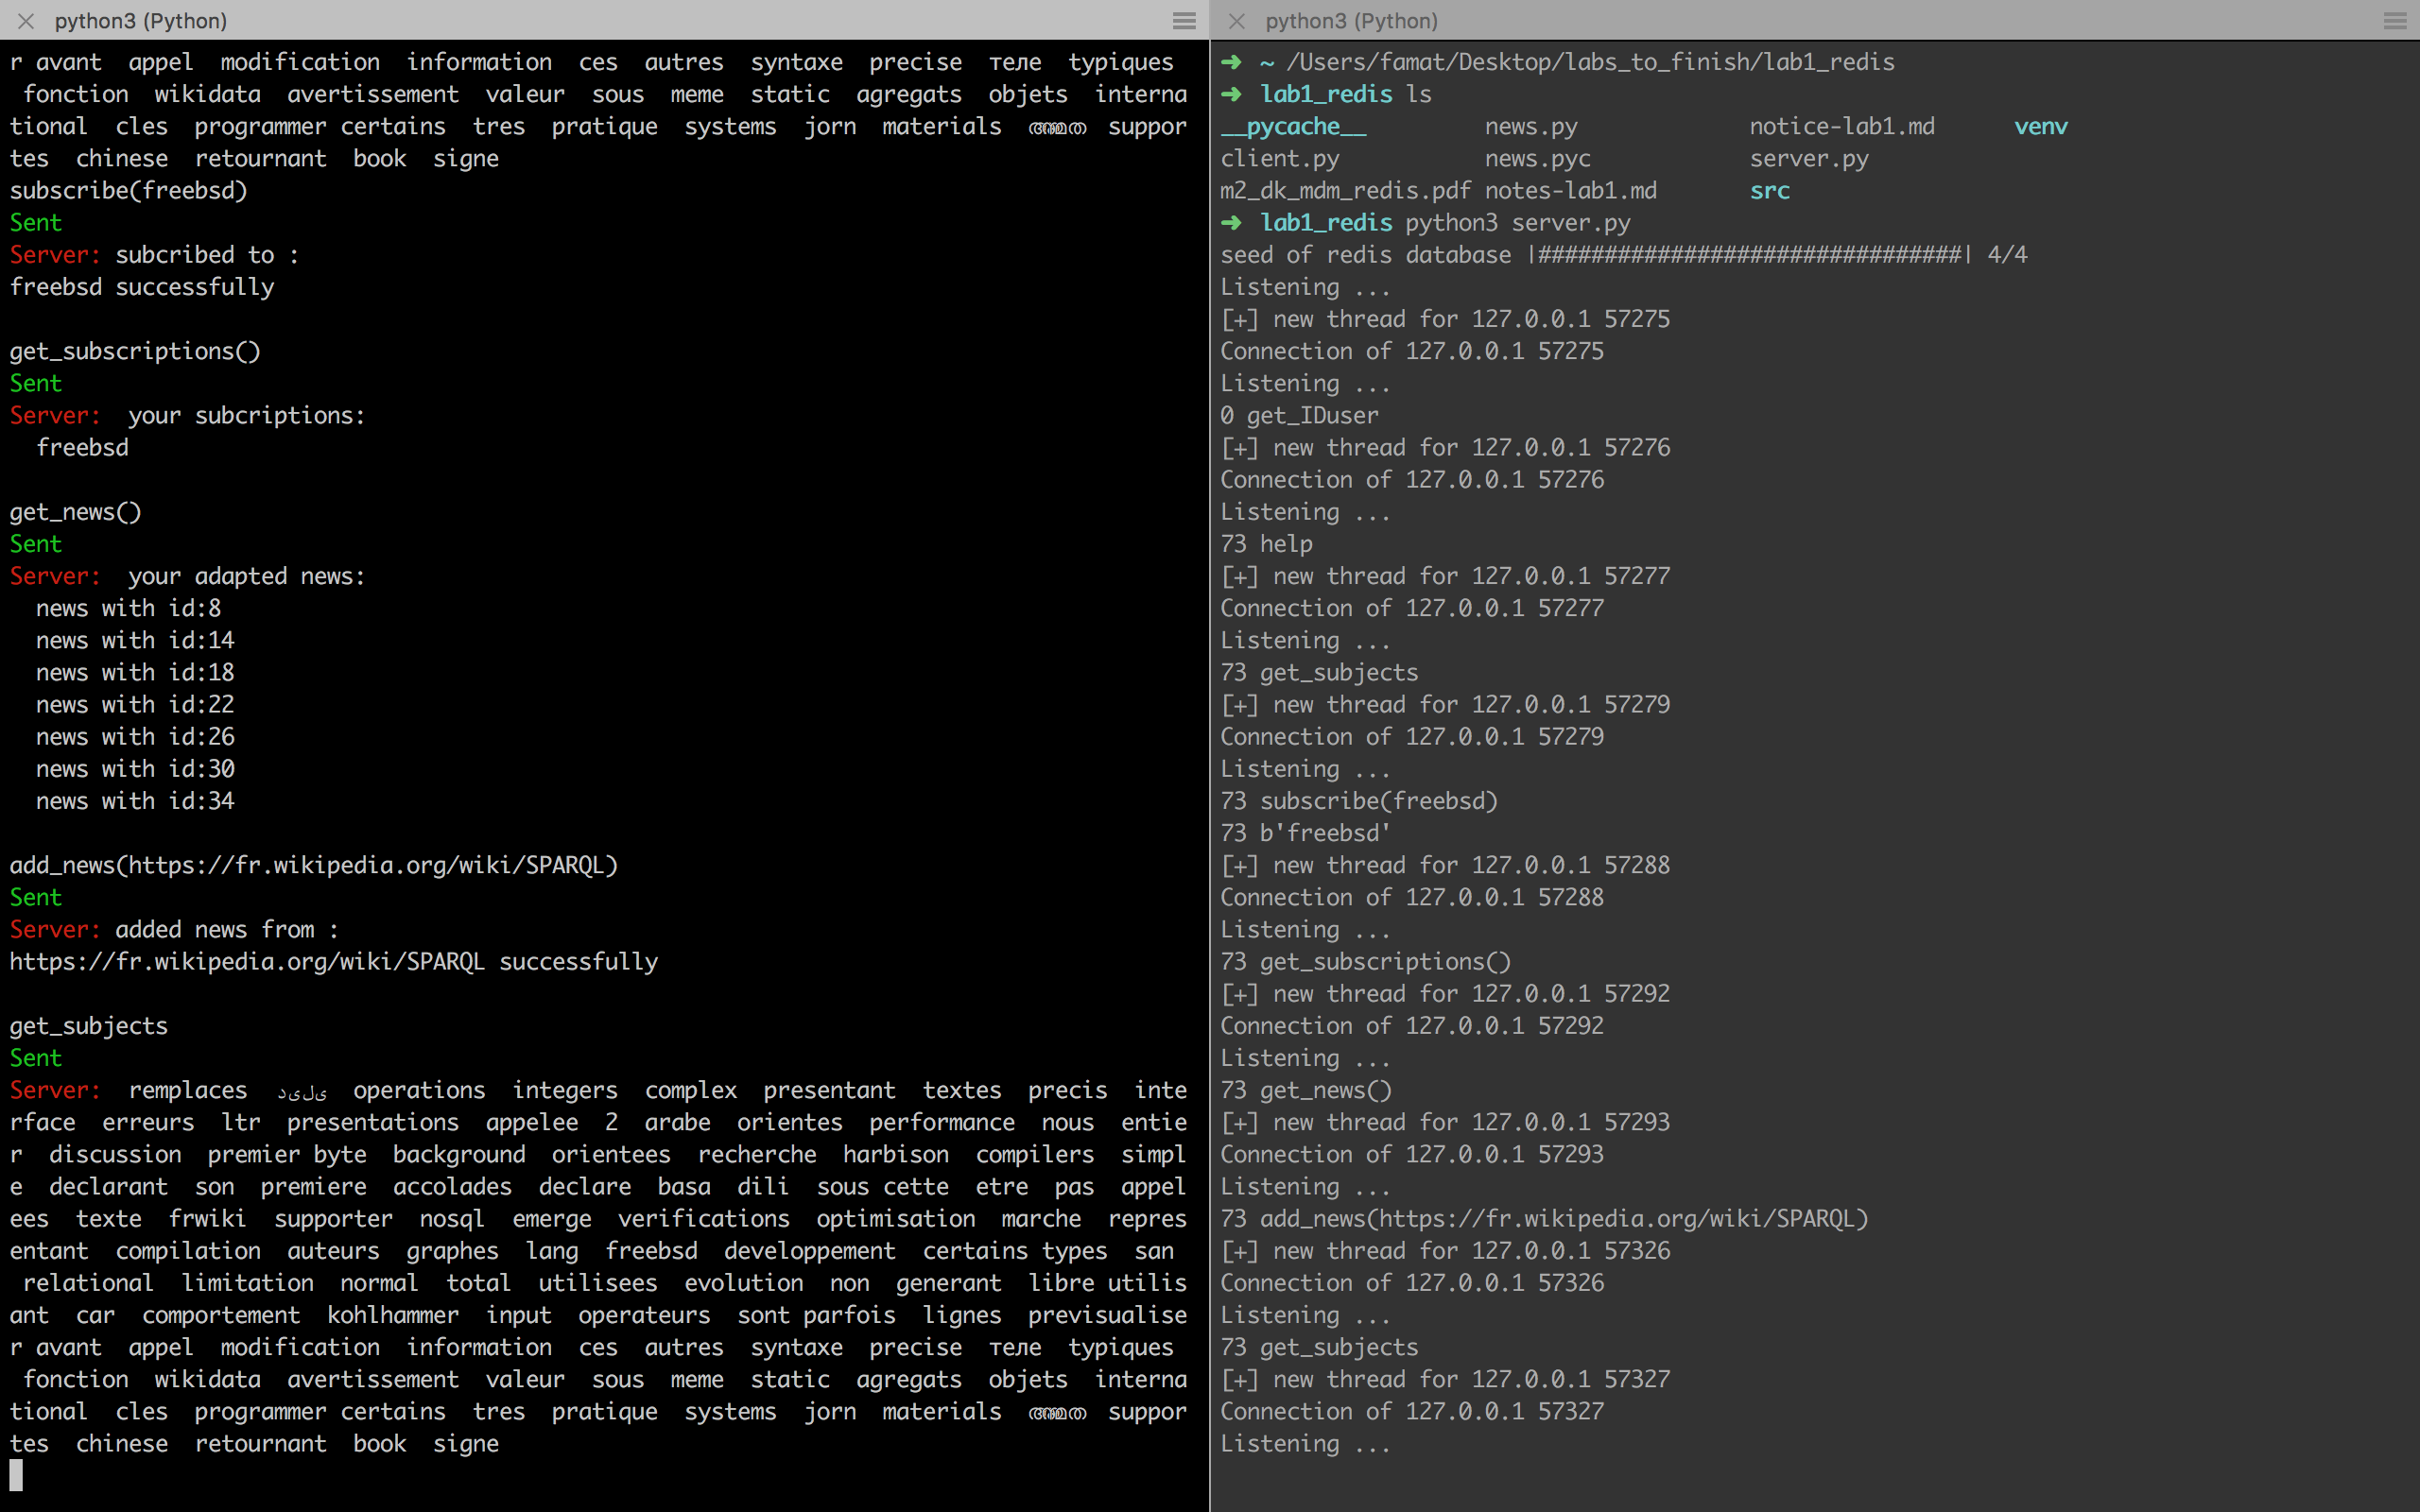 python3 (Python)
r avant  appel  modification  information  ces  autres  syntaxe  precise  теле  typiques
 fonction  wikidata  avertissement  valeur  sous  meme  static  agregats  objets  interna
tional  cles  programmer certains  tres  pratique  systems  jorn  materials  suppor
tes  chinese  retournant  book  signe
subscribe(freebsd)
Sent
Server: subcribed to :
freebsd successfully
get_subscriptions()
Sent
Server:  your subcriptions:
  freebsd
get_news()
Sent
Server:  your adapted news:
  news with id:8
  news with id:14
  news with id:18
  news with id:22
  news with id:26
  news with id:30
  news with id:34
add_news(https://fr.wikipedia.org/wiki/SPARQL)
Sent
Server: added news from :
https://fr.wikipedia.org/wiki/SPARQL successfully
get_subjects
Sent
Server:  remplaces  operations  integers  complex  presentant  textes  precis  inte
rface  erreurs  ltr  presentations  appelee  2  arabe  orientes  performance  nous  entie
r  discussion  premier byte  background  orientees  recherche  harbison  compilers  simpl
e  declarant  son  premiere  accolades  declare  basa  dili  sous cette  etre  pas  appel
ees  texte  frwiki  supporter  nosql  emerge  verifications  optimisation  marche  repres
entant  compilation  auteurs  graphes  lang  freebsd  developpement  certains types  san
 relational  limitation  normal  total  utilisees  evolution  non  generant  libre utilis
ant  car  comportement  kohlhammer  input  operateurs  sont parfois  lignes  previsualise
r avant  appel  modification  information  ces  autres  syntaxe  precise  теле  typiques
 fonction  wikidata  avertissement  valeur  sous  meme  static  agregats  objets  interna
tional  cles  programmer certains  tres  pratique  systems  jorn  materials  suppor
tes  chinese  retournant  book  signe
python3 (Python)
➜  ~ /Users/famat/Desktop/labs_to_finish/lab1_redis
➜  lab1_redis ls
__pycache__         news.py             notice-lab1.md      venv
client.py           news.pyc            server.py
m2_dk_mdm_redis.pdf notes-lab1.md       src
➜  lab1_redis python3 server.py
seed of redis database |################################| 4/4
Listening ...
[+] new thread for 127.0.0.1 57275
Connection of 127.0.0.1 57275
Listening ...
0 get_IDuser
[+] new thread for 127.0.0.1 57276
Connection of 127.0.0.1 57276
Listening ...
73 help
[+] new thread for 127.0.0.1 57277
Connection of 127.0.0.1 57277
Listening ...
73 get_subjects
[+] new thread for 127.0.0.1 57279
Connection of 127.0.0.1 57279
Listening ...
73 subscribe(freebsd)
73 b'freebsd'
[+] new thread for 127.0.0.1 57288
Connection of 127.0.0.1 57288
Listening ...
73 get_subscriptions()
[+] new thread for 127.0.0.1 57292
Connection of 127.0.0.1 57292
Listening ...
73 get_news()
[+] new thread for 127.0.0.1 57293
Connection of 127.0.0.1 57293
Listening ...
73 add_news(https://fr.wikipedia.org/wiki/SPARQL)
[+] new thread for 127.0.0.1 57326
Connection of 127.0.0.1 57326
Listening ...
73 get_subjects
[+] new thread for 127.0.0.1 57327
Connection of 127.0.0.1 57327
Listening ...